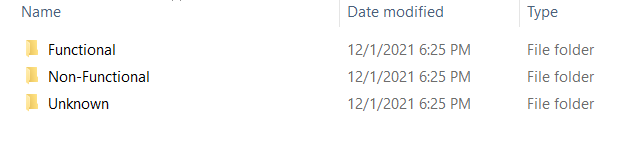 Name Date modified Type
Functional 12/1/2021 6:25 PM File folder
Non-Functional 12/1/2021 6:25 PM File folder
Unknown 12/1/2021 6:25 PM File folder